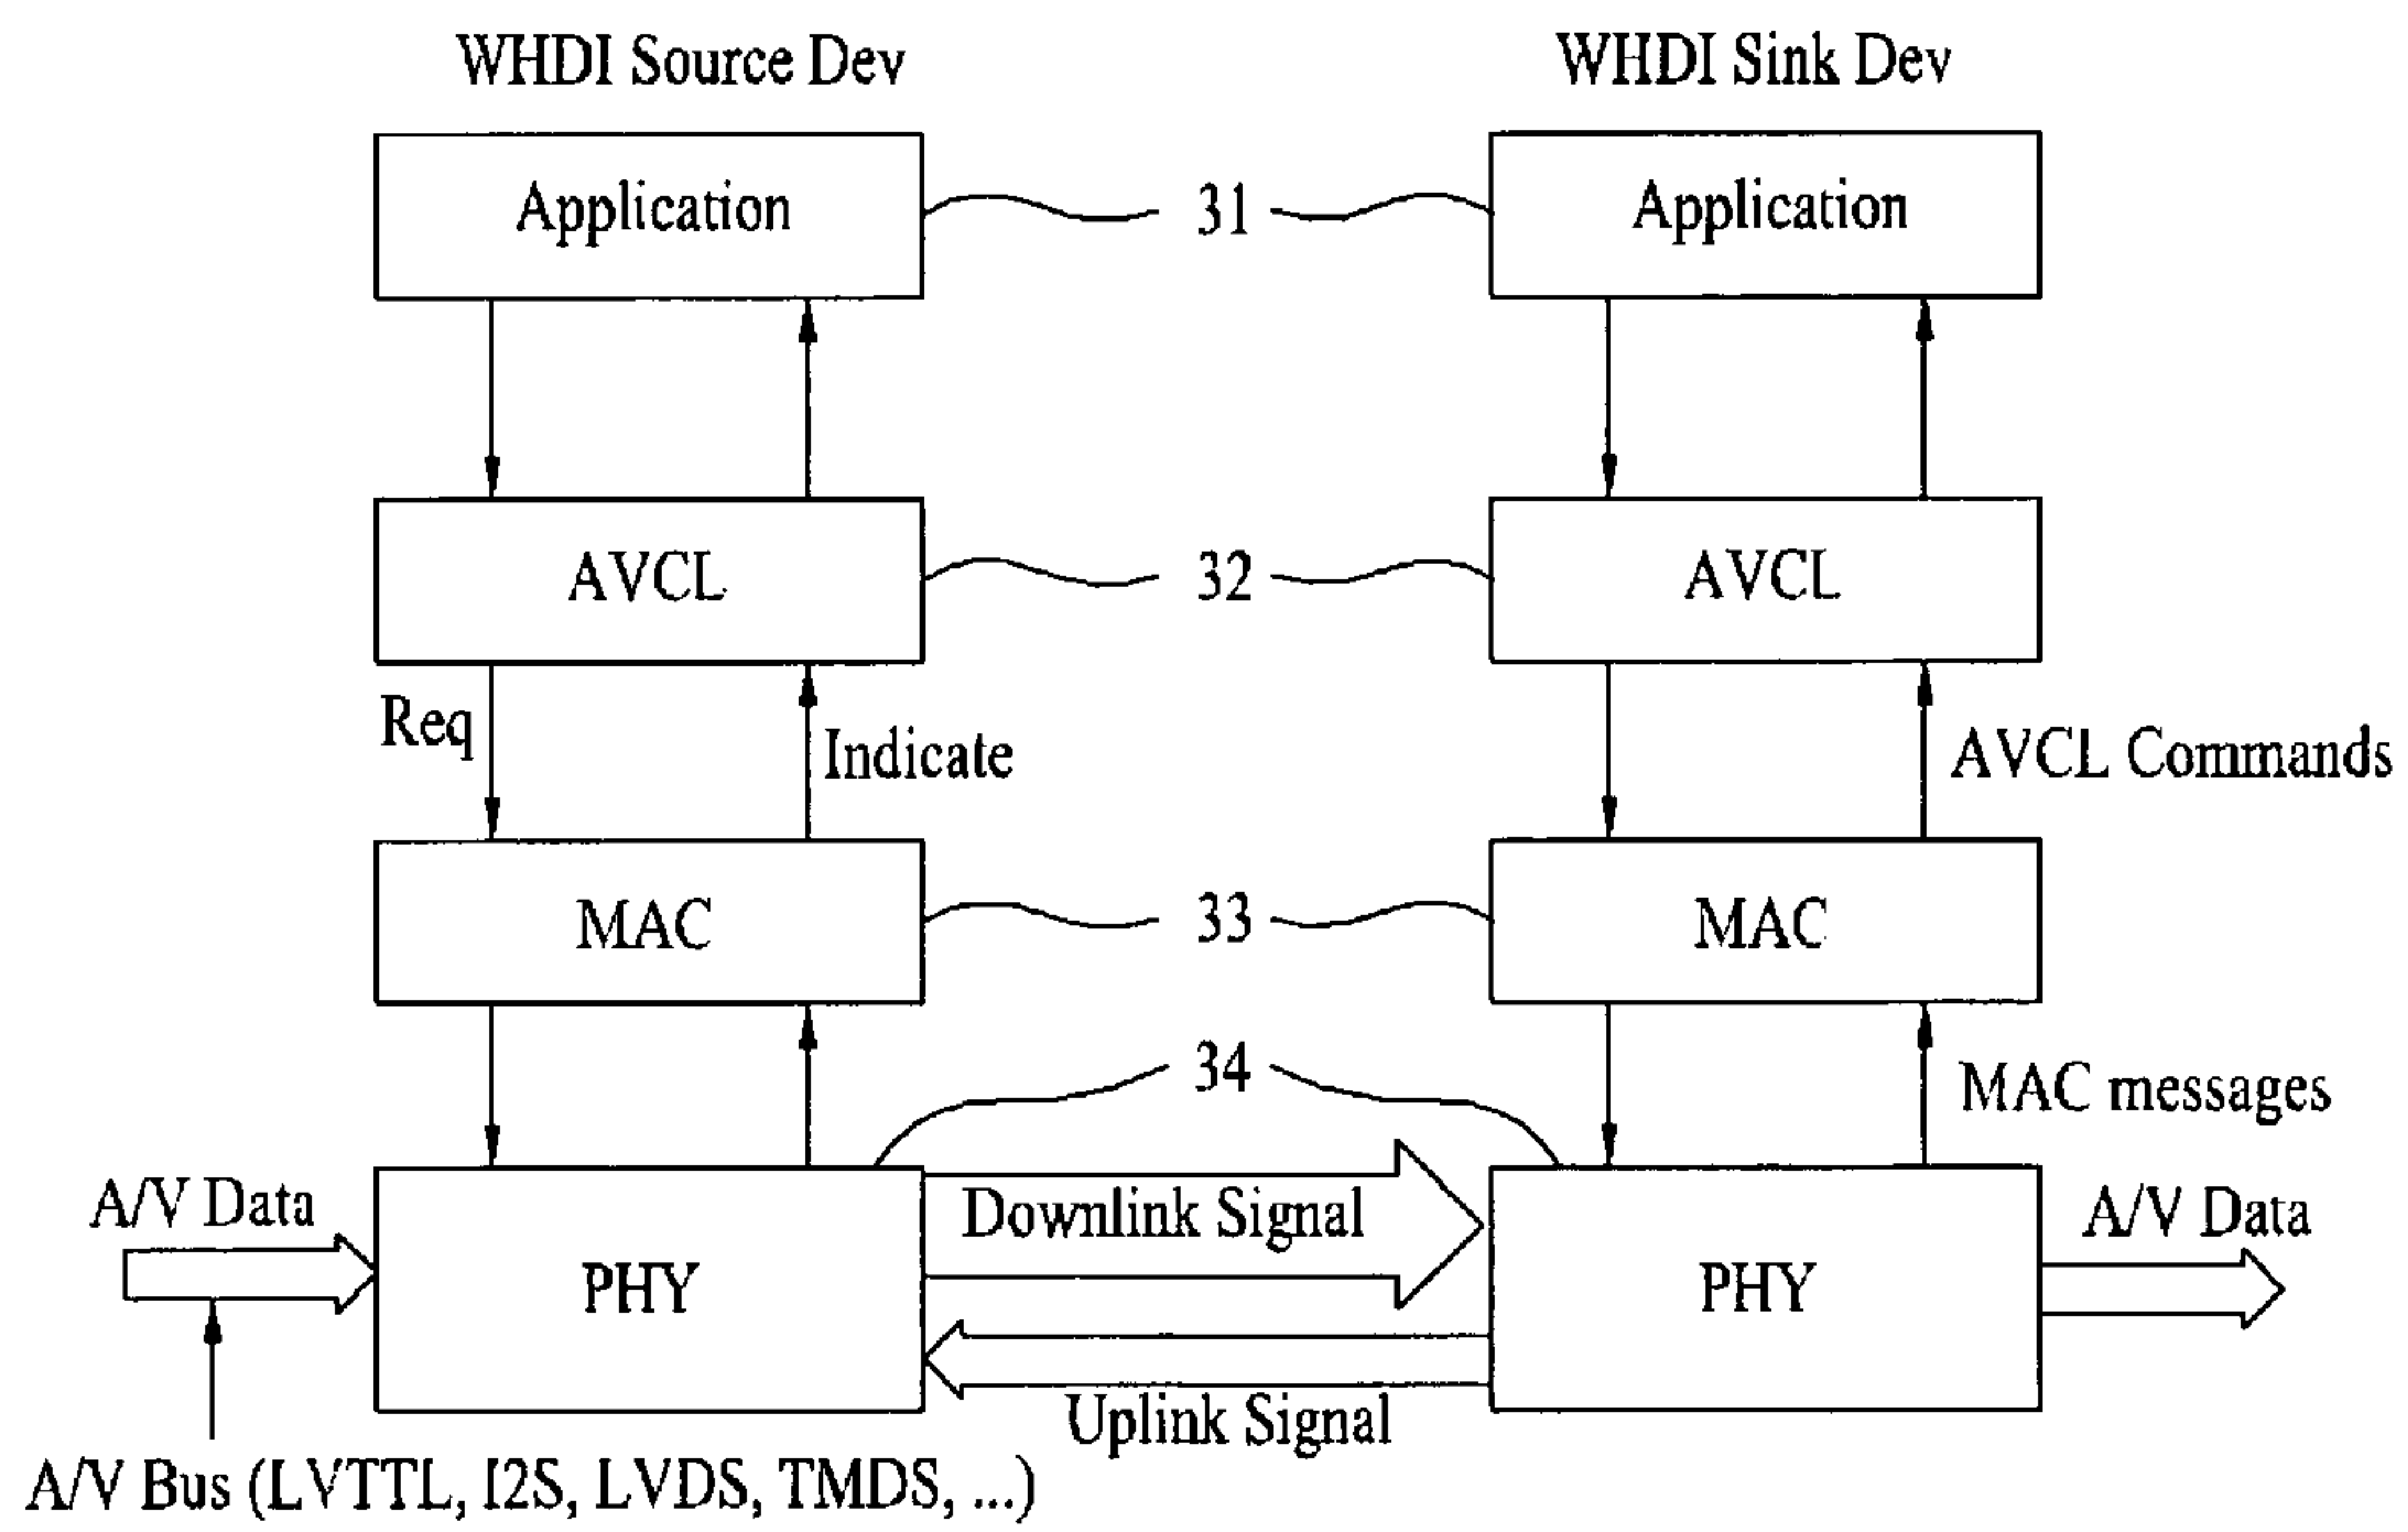 WHDI Source Dev
WHDI Sink Dev
Application
31
Application
AVCL
32
AVCL
Req
Indicate
AVCL Commands
MAC
33
MAC
34
MAC messages
A/V Data
Downlink Signal
A/V Data
PHY
PHY
Uplink Signal
A/V Bus (LVTTL, I2S, LVDS, TMDS, ...)